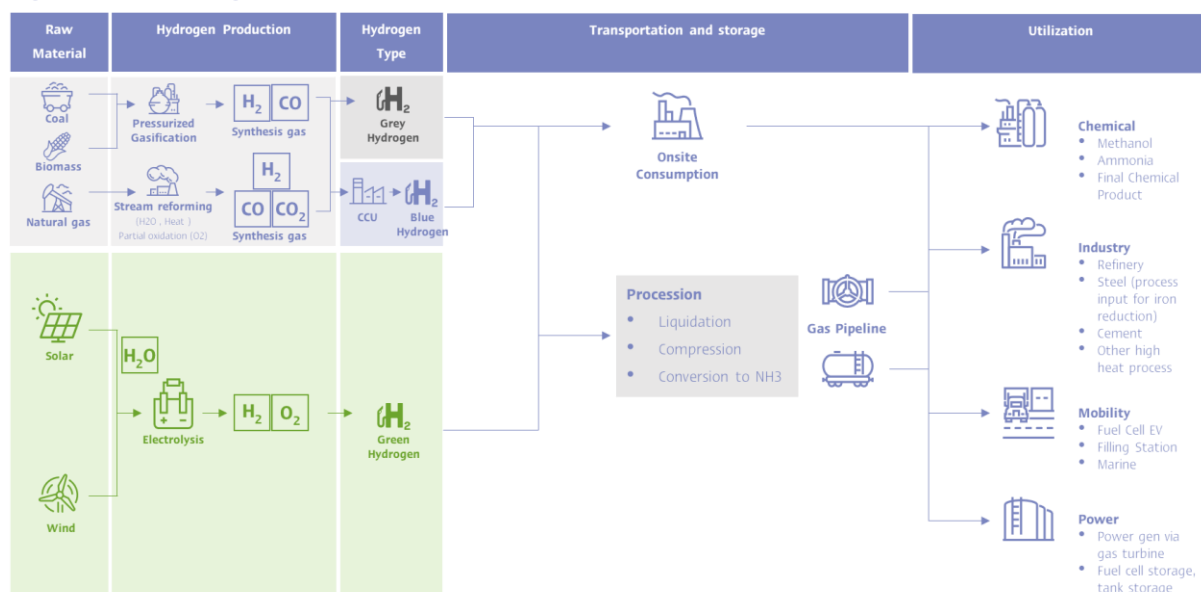 Raw
Material
Hydrogen Production
Hydrogen
Type
Transportation and storage
Utilization
Coal
Biomass
Natural gas
Pressurized
Gasification
H2 CO
Synthesis gas
Stream reforming
(H2O , Heat )
Partial oxidation (O2)
H2
CO CO2
Synthesis gas
H2
Grey
Hydrogen
CCU
H2
Blue
Hydrogen
Solar
Wind
H2O
Electrolysis
H2 O2
H2
Green
Hydrogen
Onsite
Consumption
Procession
• Liquidation
• Compression
• Conversion to NH3
Gas Pipeline
Chemical
• Methanol
• Ammonia
• Final Chemical
Product
Industry
• Refinery
• Steel (process
input for iron
reduction)
• Cement
• Other high
heat process
Mobility
• Fuel Cell EV
• Filling Station
• Marine
Power
• Power gen via
gas turbine
• Fuel cell storage,
tank storage